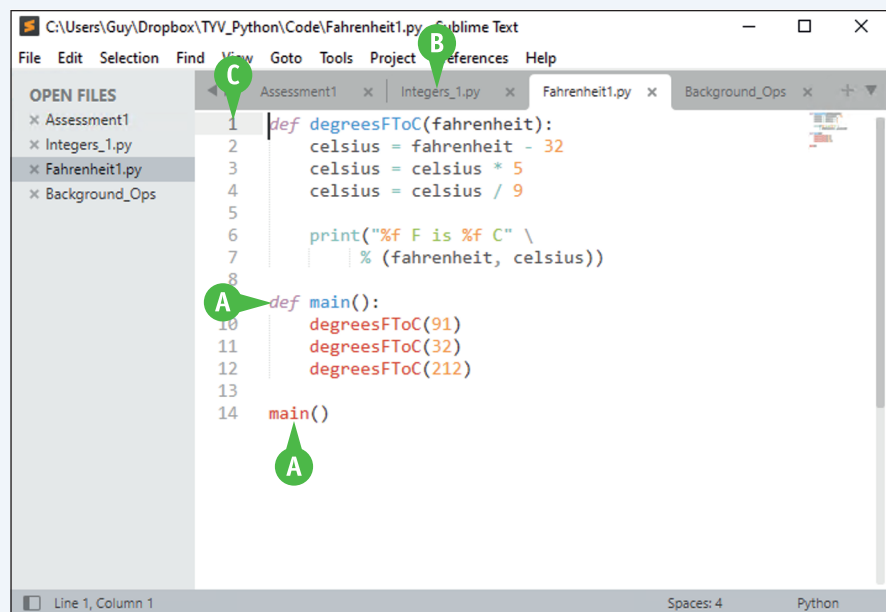 C:\Users\Guy\Dropbox\TYV_Python\Code\Fahrenheit1.py - Sublime Text
File Edit Selection Find View Goto Tools Project Preferences Help
B
C
OPEN FILES
Assessment1
Integers_1.py
Fahrenheit1.py
Background_Ops
Assessment1 Integers_1.py Fahrenheit1.py Background_Ops
1 def degreesFToC(fahrenheit):
2     celsius = fahrenheit - 32
3     celsius = celsius * 5
4     celsius = celsius / 9
5
6     print("%f F is %f C" \
7          % (fahrenheit, celsius))
8
A def main():
10     degreesFToC(91)
11     degreesFToC(32)
12     degreesFToC(212)
13
14 main()
A
Line 1, Column 1 Spaces: 4 Python